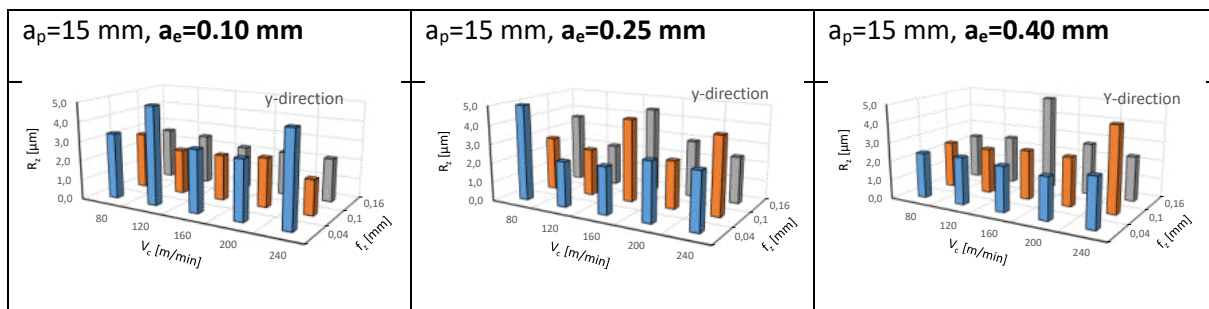 aₚ=15 mm, aₑ=0.10 mm
y-direction
Rz [µm]
5,0
4,0
3,0
2,0
1,0
0,0
80
120
160
200
240
Vc [m/min]
0,04
0,1
0,16
fz [mm]
aₚ=15 mm, aₑ=0.25 mm
y-direction
Rz [µm]
5,0
4,0
3,0
2,0
1,0
0,0
80
120
160
200
240
Vc [m/min]
0,04
0,1
0,16
fz [mm]
aₚ=15 mm, aₑ=0.40 mm
Y-direction
Rz [µm]
5,0
4,0
3,0
2,0
1,0
0,0
80
120
160
200
240
Vc [m/min]
0,04
0,1
0,16
fz [mm]